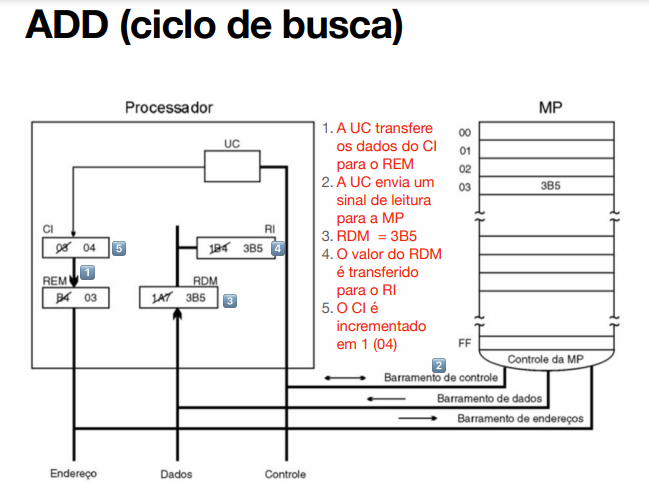 ADD (ciclo de busca)
Processador
MP
UC
1. A UC transfere
os dados do CI
para o REM
2. A UC envia um
sinal de leitura
para a MP
3. RDM = 3B5
4. O valor do RDM
é transferido
para o RI
5. O CI é
incrementado
em 1 (04)
00
01
02
03 3B5
FF
Controle da MP
CI
03 04 5
RI
1B4 3B5 4
1
REM
B4 03
RDM
1A7 3B5 3
2
Barramento de controle
Barramento de dados
Barramento de endereços
Endereço Dados Controle